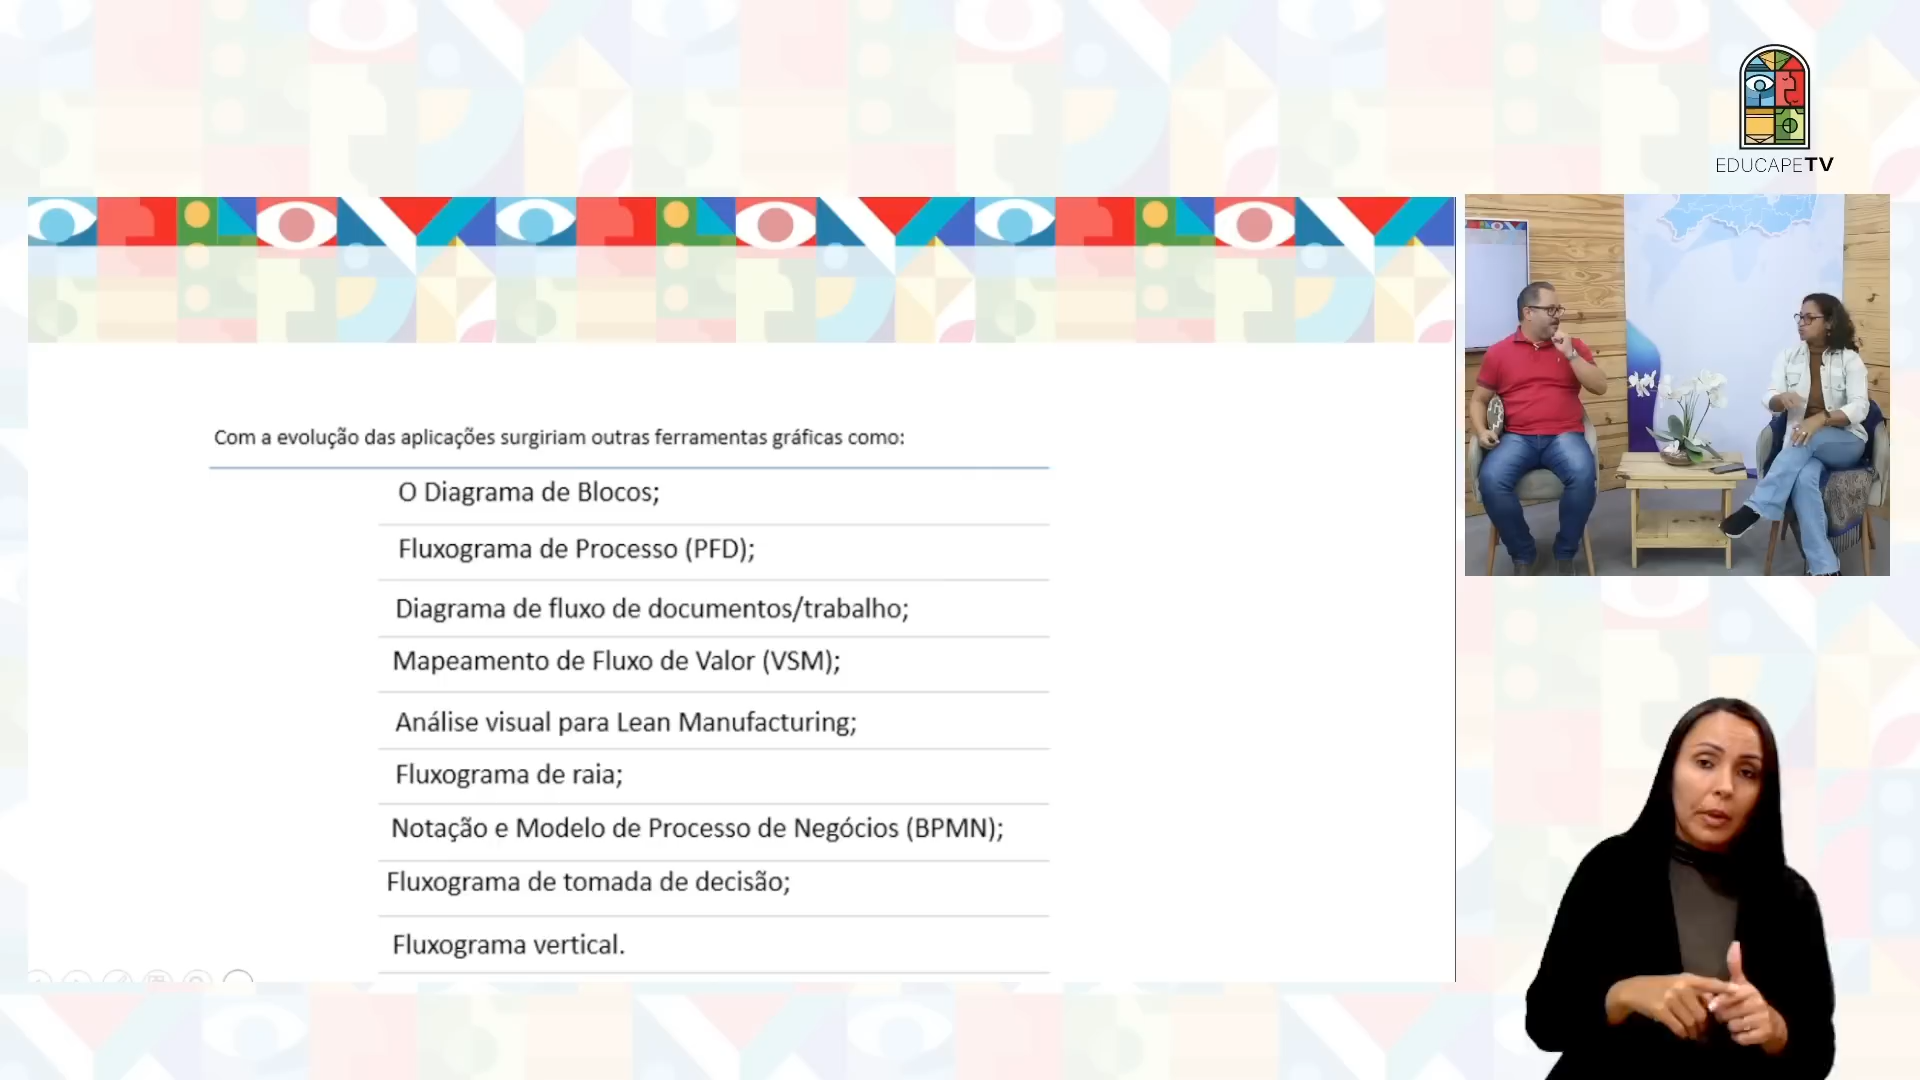 EDUCAPETV
Com a evolução das aplicações surgiriam outras ferramentas gráficas como:
O Diagrama de Blocos;
Fluxograma de Processo (PFD);
Diagrama de fluxo de documentos/trabalho;
Mapeamento de Fluxo de Valor (VSM);
Análise visual para Lean Manufacturing;
Fluxograma de raia;
Notação e Modelo de Processo de Negócios (BPMN);
Fluxograma de tomada de decisão;
Fluxograma vertical.